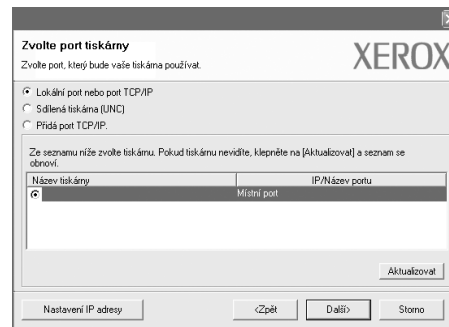 Zvolte port tiskárny
Zvolte port, který bude vaše tiskárna používat.
XEROX
Lokální port nebo port TCP/IP
Sdílená tiskárna (UNC)
Přidá port TCP/IP.
Ze seznamu níže zvolte tiskárnu. Pokud tiskárnu nevidíte, klepněte na [Aktualizovat] a seznam se
obnoví.
Název tiskárny IP/Název portu
Místní port
Aktualizovat
Nastavení IP adresy <Zpět Další> Storno